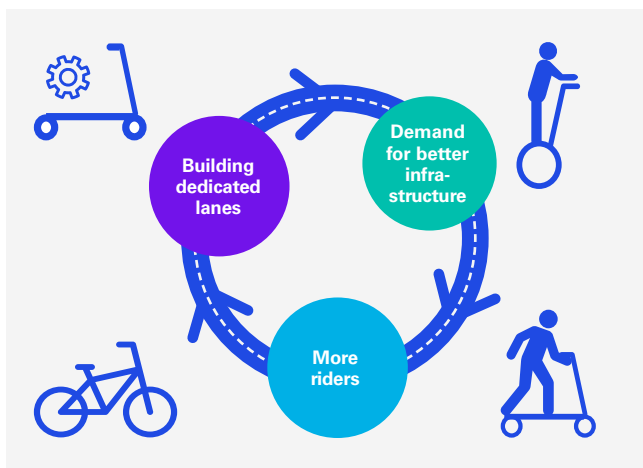 Building
dedicated
lanes
Demand
for better
infra-
structure
More
riders